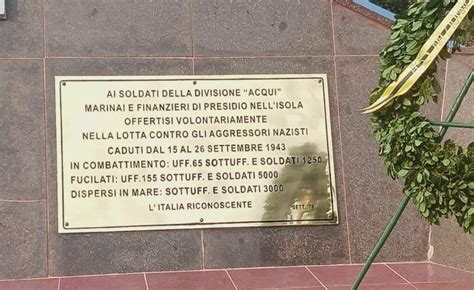 AI SOLDATI DELLA DIVISIONE "ACQUI"
MARINAI E FINANZIERI DI PRESIDIO NELL'ISOLA
OFFERTISI VOLONTARIAMENTE
NELLA LOTTA CONTRO GLI AGGRESSORI NAZISTI
CADUTI DAL 15 AL 26 SETTEMBRE 1943
IN COMBATTIMENTO: UFF. 65 SOTTUFF. E SOLDATI 1250
FUCILATI: UFF. 155 SOTTUFF. E SOLDATI 5000
DISPERSI IN MARE: SOTTUFF. E SOLDATI 3000
L'ITALIA RICONOSCENTE SETT.